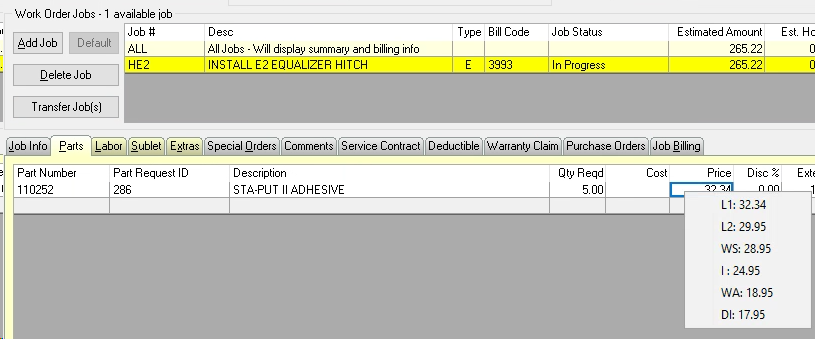 Work Order Jobs - 1 available job
Add Job Default
Delete Job
Transfer Job(s)
Job # Desc Type Bill Code Job Status Estimated Amount Est. Ho
ALL All Jobs - Will display summary and billing info 265.22 0
HE2 INSTALL E2 EQUALIZER HITCH E 3993 In Progress 265.22 0
Job Info Parts Labor Sublet Extras Special Orders Comments Service Contract Deductible Warranty Claim Purchase Orders Job Billing
Part Number Part Request ID Description Qty Reqd Cost Price Disc % Exte
110252 286 STA-PUT II ADHESIVE 5.00 32.34 0.00 1
L1: 32.34
L2: 29.95
WS: 28.95
I : 24.95
WA: 18.95
DI: 17.95